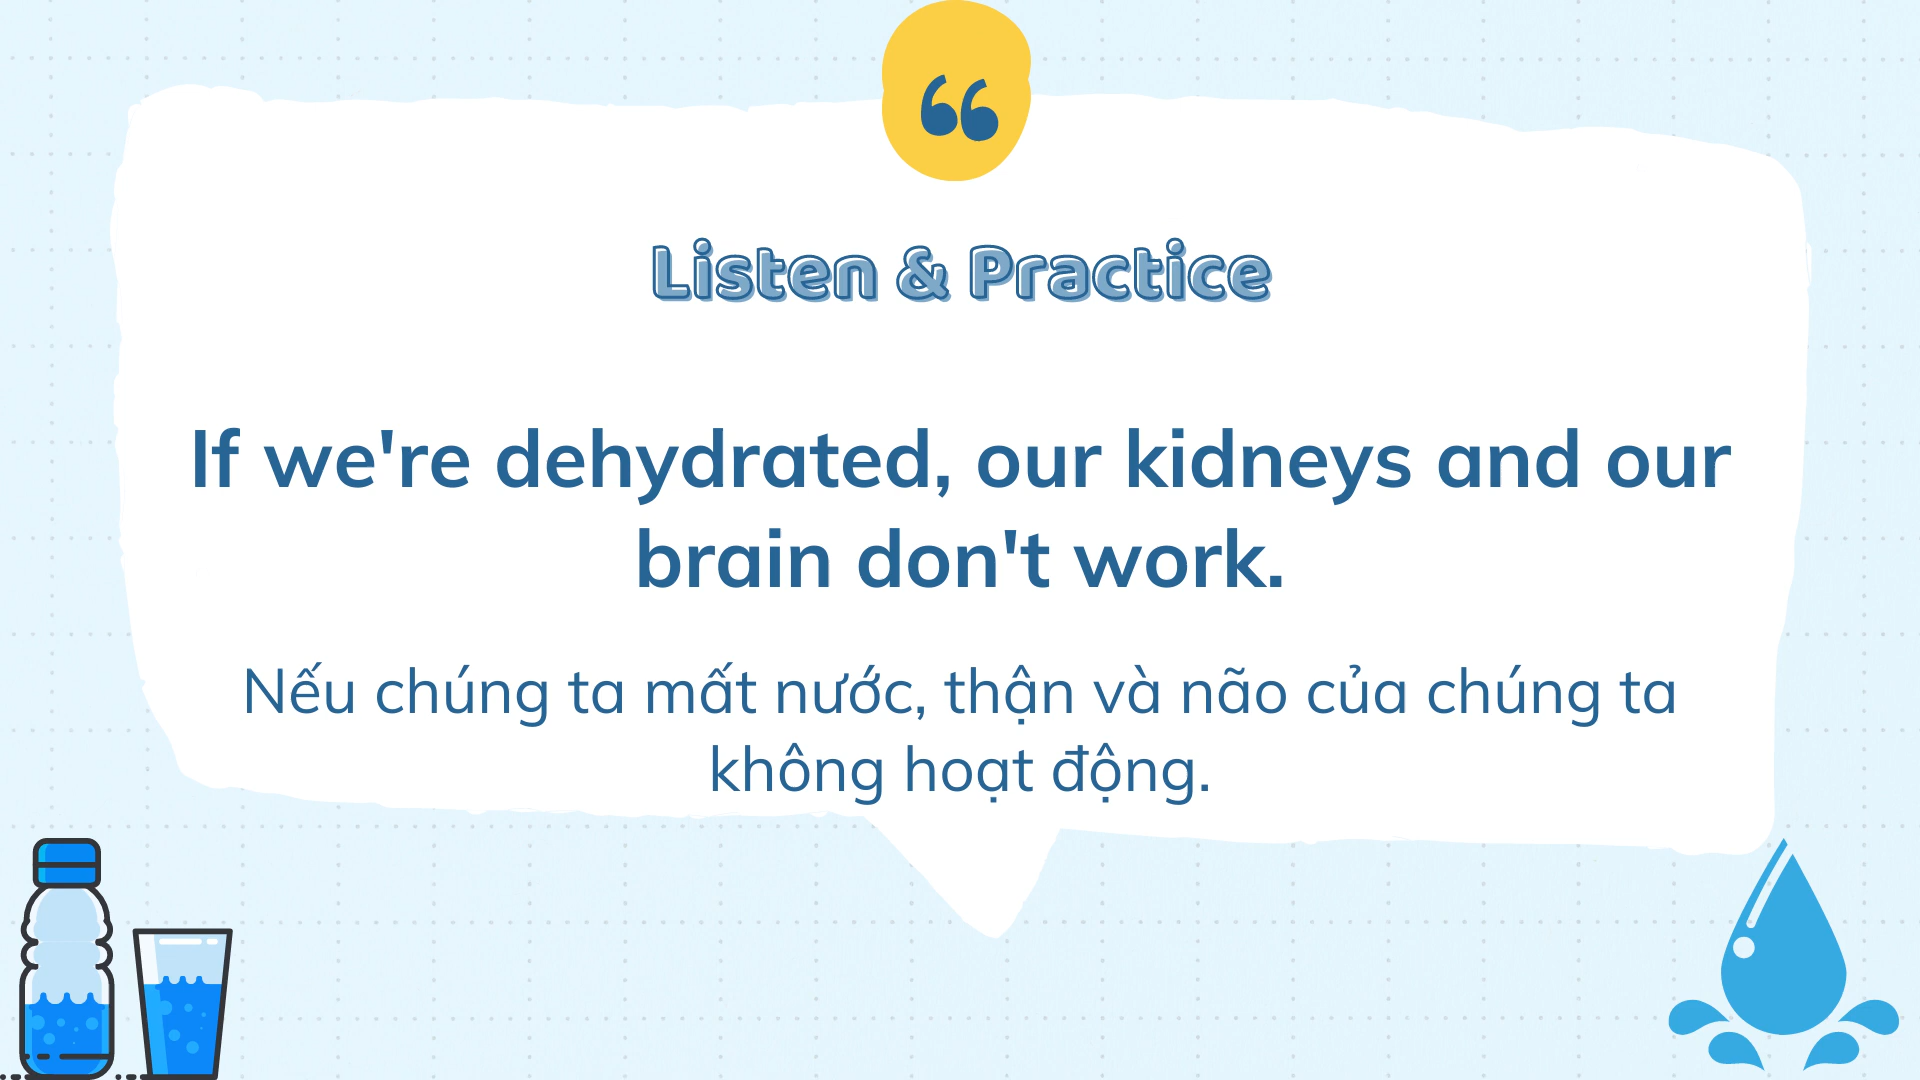 “
Listen & Practice
If we're dehydrated, our kidneys and our
brain don't work.
Nếu chúng ta mất nước, thận và não của chúng ta
không hoạt động.